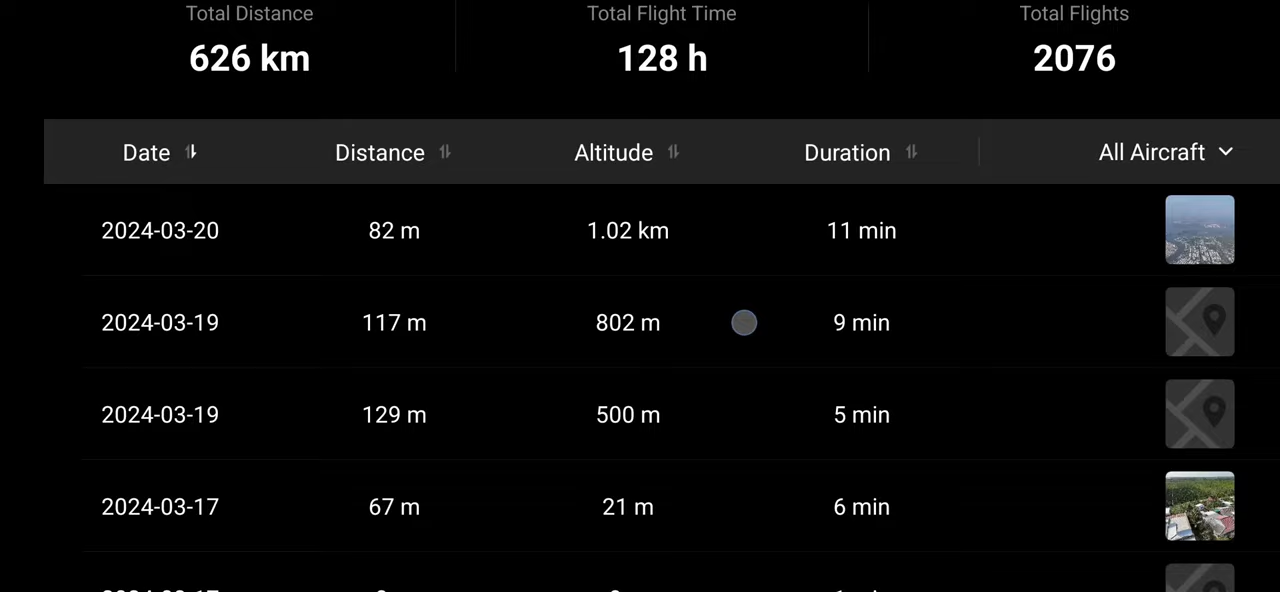 Total Distance Total Flight Time Total Flights
626 km 128 h 2076
Date Distance Altitude Duration All Aircraft
2024-03-20 82 m 1.02 km 11 min
2024-03-19 117 m 802 m 9 min
2024-03-19 129 m 500 m 5 min
2024-03-17 67 m 21 m 6 min